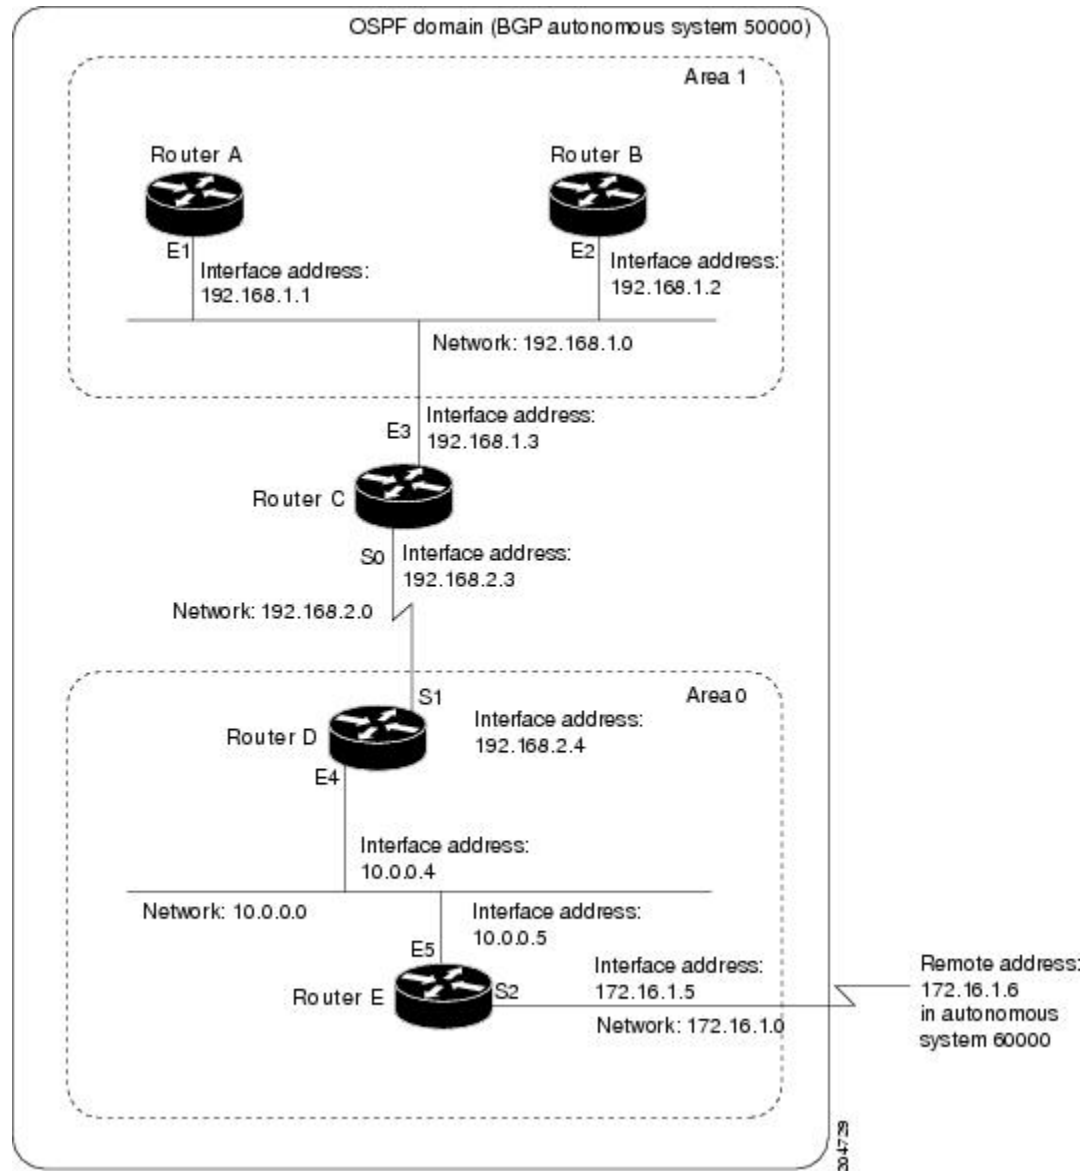 OSPF domain (BGP autonomous system 50000)
Area 1
Router A
Router B
E1
Interface address:
192.168.1.1
E2
Interface address:
192.168.1.2
Network: 192.168.1.0
E3
Interface address:
192.168.1.3
Router C
S0
Interface address:
192.168.2.3
Network: 192.168.2.0
Area 0
S1
Router D
Interface address:
192.168.2.4
E4
Interface address:
10.0.0.4
Network: 10.0.0.0
Interface address:
10.0.0.5
E5
Router E
S2
Interface address:
172.16.1.5
Network: 172.16.1.0
Remote address:
172.16.1.6
in autonomous
system 60000
204729